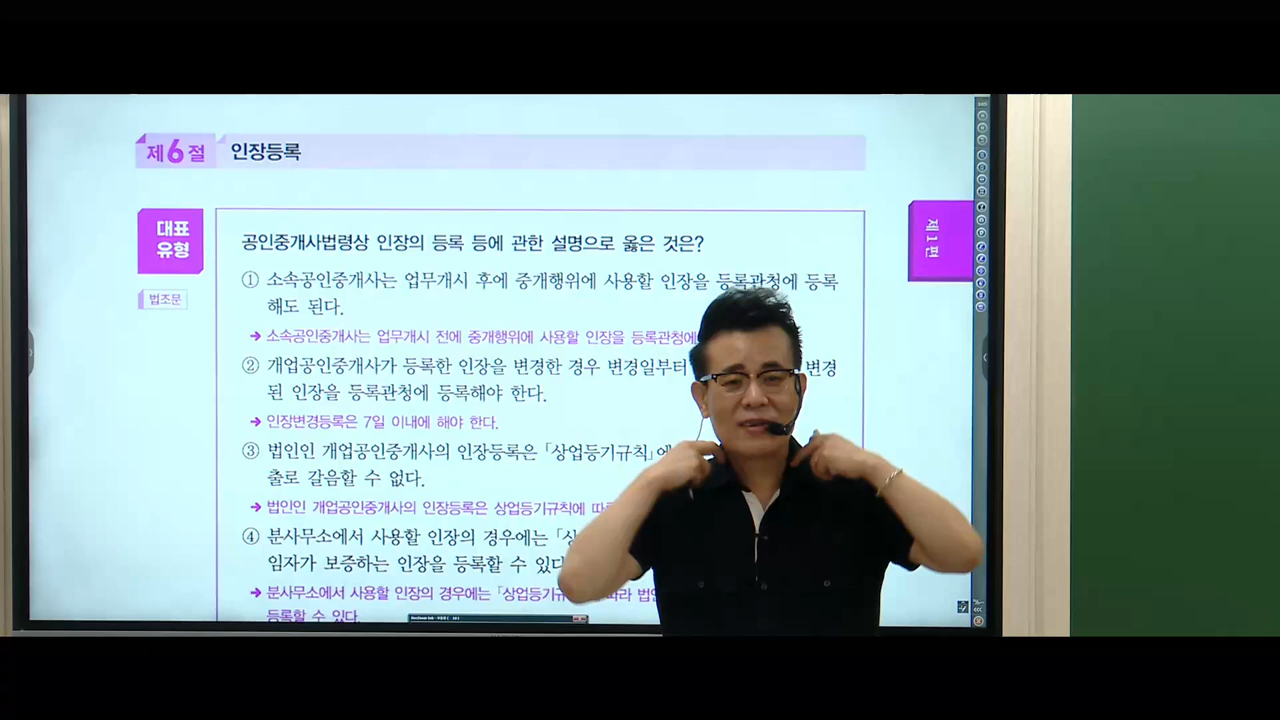 제6절 인장등록
대표
유형
법조문
제1편
공인중개사법령상 인장의 등록 등에 관한 설명으로 옳은 것은?
① 소속공인중개사는 업무개시 후에 중개행위에 사용할 인장을 등록관청에 등록
해도 된다.
→ 소속공인중개사는 업무개시 전에 중개행위에 사용할 인장을 등록관청에
② 개업공인중개사가 등록한 인장을 변경한 경우 변경일부터 변경
된 인장을 등록관청에 등록해야 한다.
→ 인장변경등록은 7일 이내에 해야 한다.
③ 법인인 개업공인중개사의 인장등록은 「상업등기규칙」에
출로 갈음할 수 없다.
→ 법인인 개업공인중개사의 인장등록은 상업등기규칙에 따
④ 분사무소에서 사용할 인장의 경우에는 「상
임자가 보증하는 인장을 등록할 수 있다
→ 분사무소에서 사용할 인장의 경우에는 「상업등기규 따라 법인
등록할 수 있다.